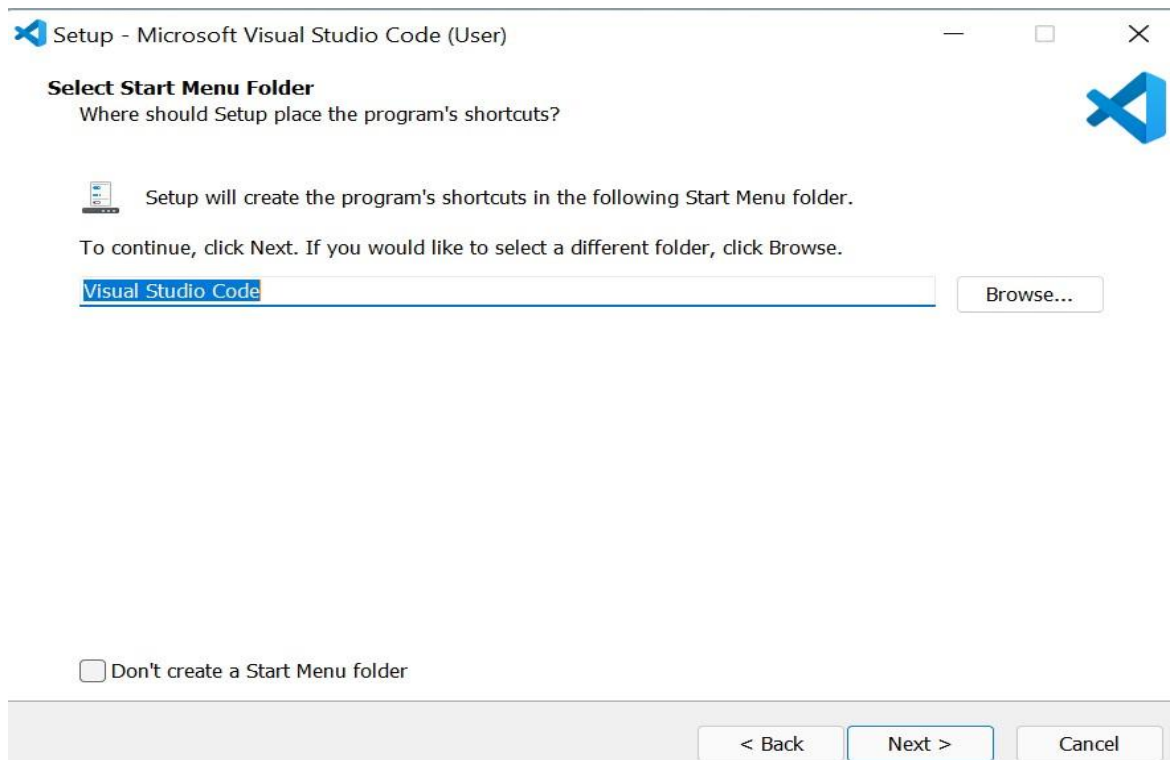 Setup - Microsoft Visual Studio Code (User)
Select Start Menu Folder
Where should Setup place the program's shortcuts?
Setup will create the program's shortcuts in the following Start Menu folder.
To continue, click Next. If you would like to select a different folder, click Browse.
Visual Studio Code
Browse...
Don't create a Start Menu folder
< Back Next > Cancel